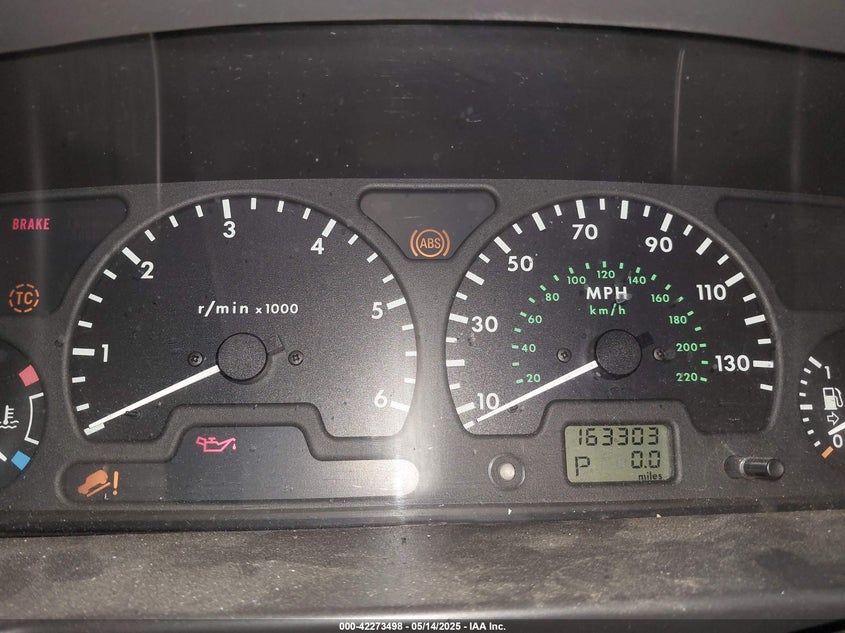 BRAKE
TC
r/min x1000
1
2
3
4
5
6
ABS
MPH
km/h
10
30
50
70
90
110
130
20
40
60
80
100
120
140
160
180
200
220
163303
P 0.0
miles
L
!
1
0
000-42273498 - 05/14/2025 - IAA Inc.